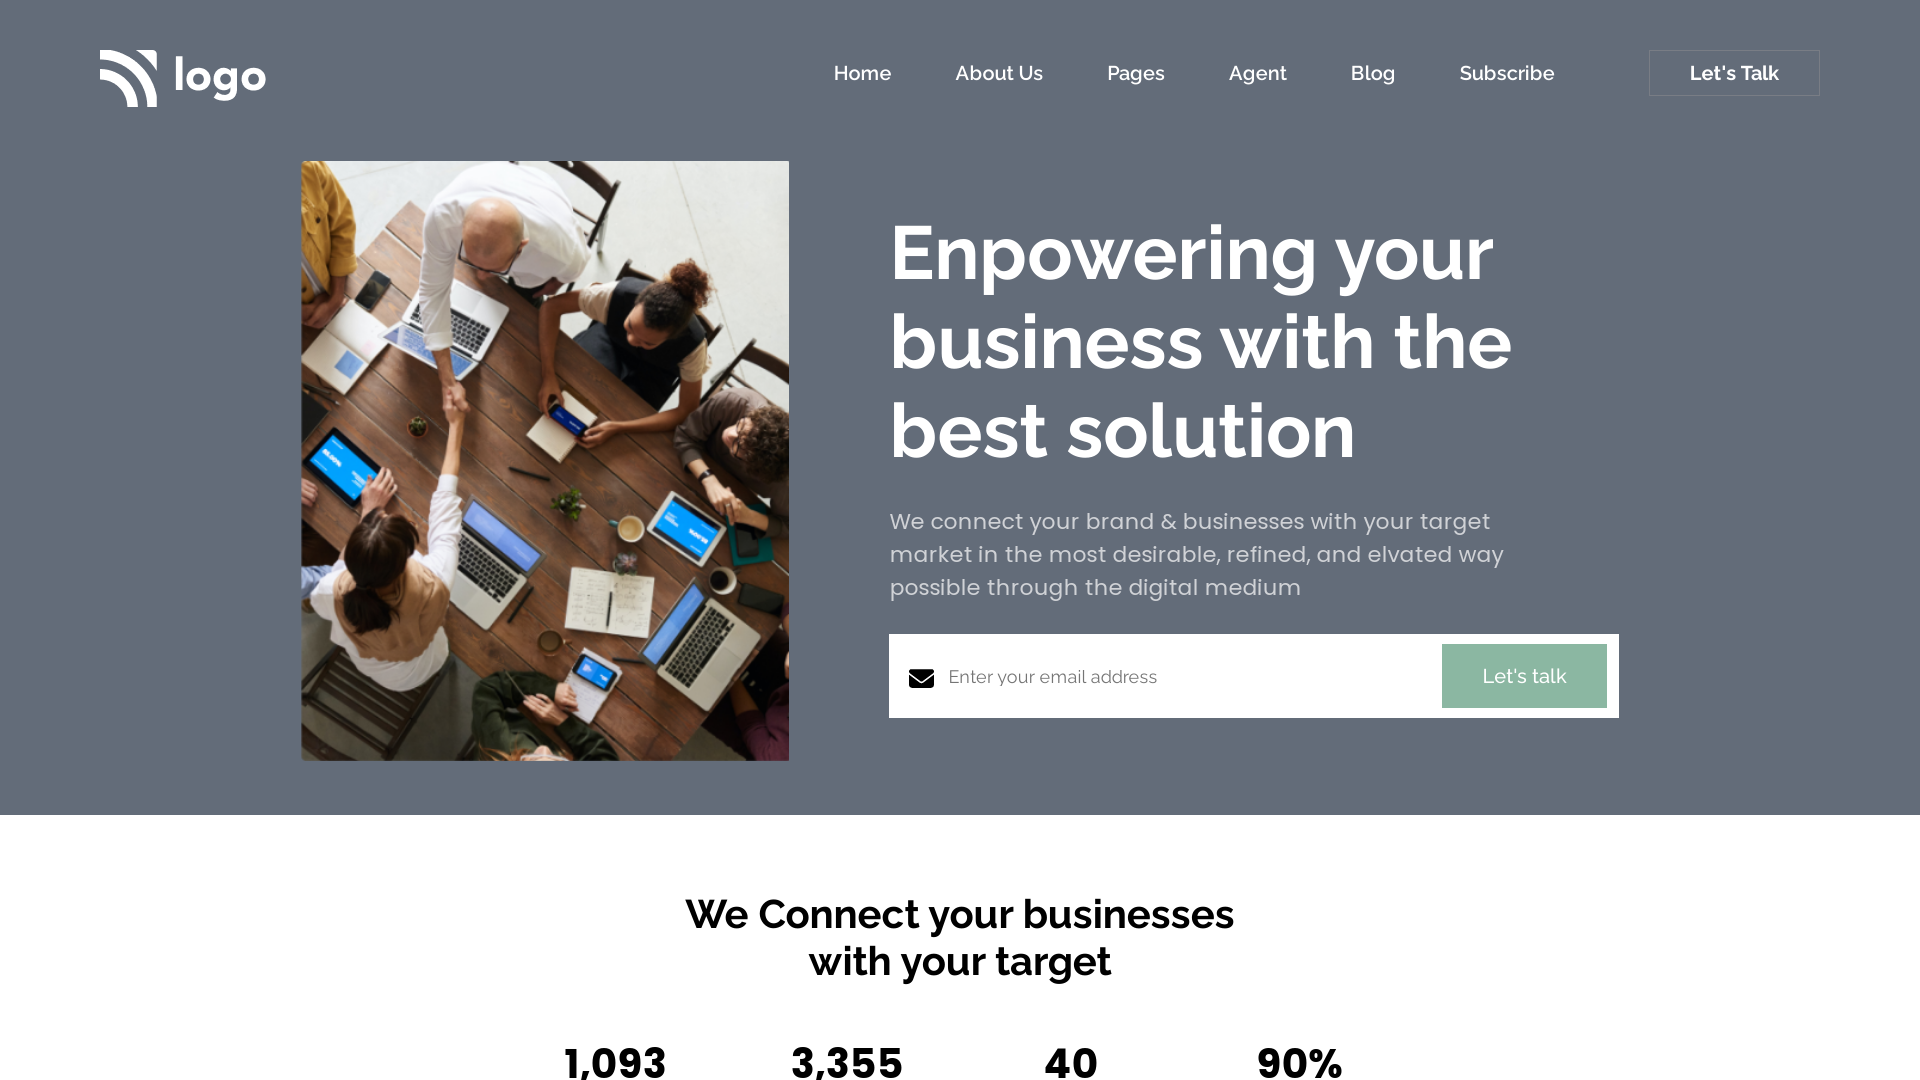 logo
Home
About Us
Pages
Agent
Blog
Subscribe
Let's Talk
Enpowering your
business with the
best solution
We connect your brand & businesses with your target
market in the most desirable, refined, and elvated way
possible through the digital medium
Enter your email address
Let's talk
We Connect your businesses
with your target
1,093
3,355
40
90%